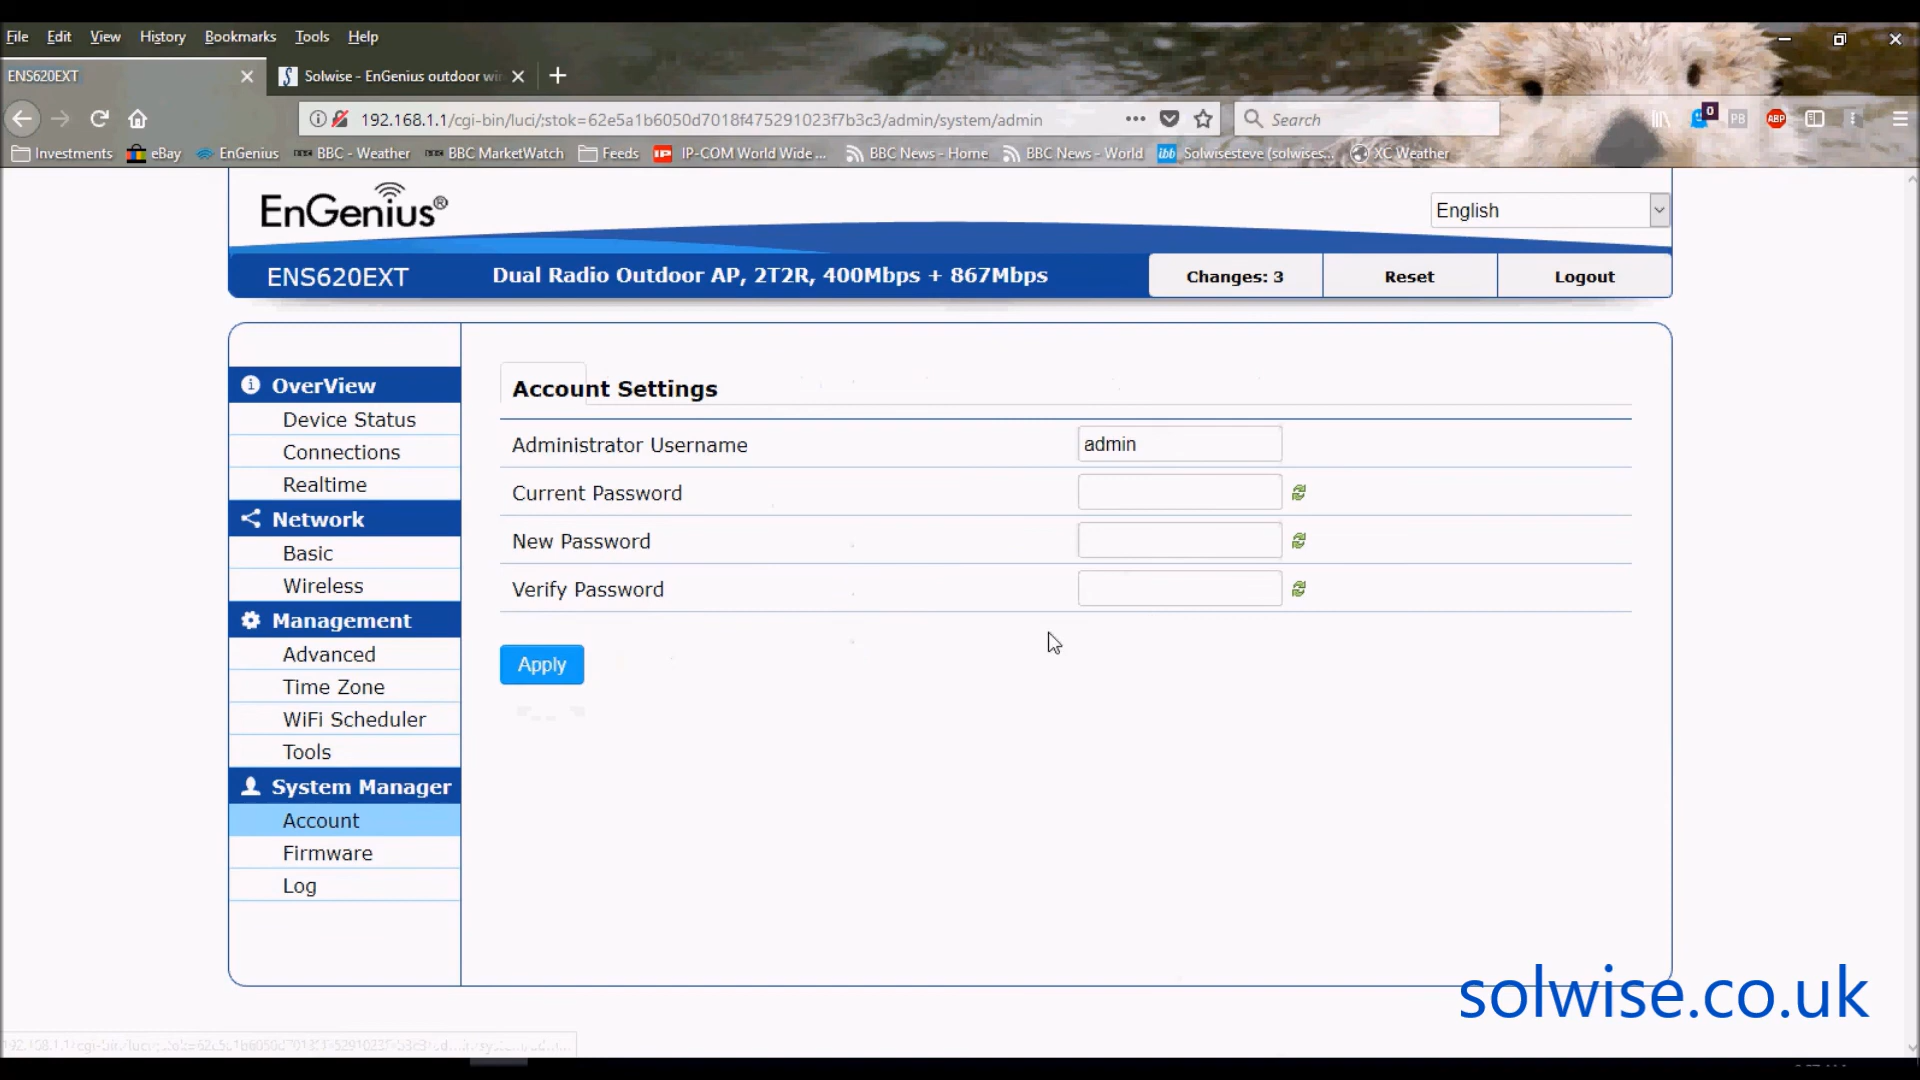 File Edit View History Bookmarks Tools Help
ENS620EXT Solwise - EnGenius outdoor wi
192.168.1.1/cgi-bin/luci/;stok=62e5a1b6050d7018f475291023f7b3c3/admin/system/admin Search 0 PB ABP
Investments eBay EnGenius BBC - Weather BBC MarketWatch Feeds IP IP-COM World Wide ... BBC News - Home BBC News - World ibb Solwisesteve (solwises... XC Weather
EnGenius®
English
ENS620EXT Dual Radio Outdoor AP, 2T2R, 400Mbps + 867Mbps Changes: 3 Reset Logout
OverView
Device Status
Connections
Realtime
Network
Basic
Wireless
Management
Advanced
Time Zone
WiFi Scheduler
Tools
System Manager
Account
Firmware
Log
Account Settings
Administrator Username admin
Current Password
New Password
Verify Password
Apply
solwise.co.uk